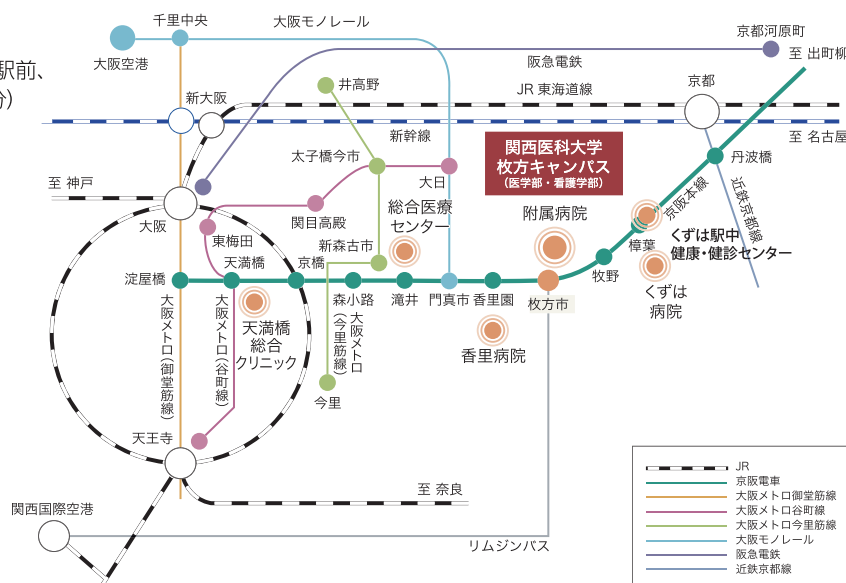 千里中央
大阪モノレール
京都河原町
大阪空港
阪急電鉄
至 出町柳
駅前、
分)
新大阪
井高野
JR 東海道線
京都
新幹線
至 名古屋
関西医科大学
枚方キャンパス
(医学部・看護学部)
太子橋今市
大日
丹波橋
至 神戸
総合医療
センター
附属病院
京阪本線
近鉄京都線
大阪
東梅田
関目高殿
新森古市
樟葉
くずは駅中
健康・健診センター
淀屋橋
天満橋
京橋
森小路
滝井
門真市
香里園
枚方市
牧野
くずは
病院
大阪メトロ(御堂筋線)
大阪メトロ(谷町線)
天満橋
総合
クリニック
大阪メトロ
(今里筋線)
香里病院
今里
天王寺
至 奈良
関西国際空港
リムジンバス
JR
京阪電車
大阪メトロ御堂筋線
大阪メトロ谷町線
大阪メトロ今里筋線
大阪モノレール
阪急電鉄
近鉄京都線